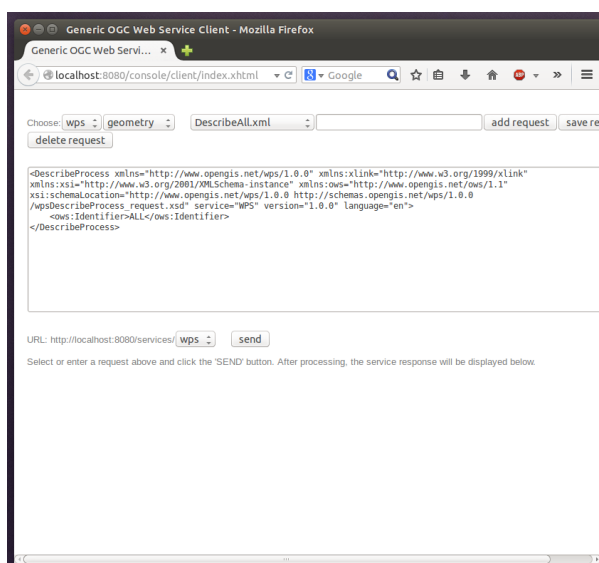 Generic OGC Web Service Client - Mozilla Firefox
Generic OGC Web Servi... ×
localhost:8080/console/client/index.xhtml
Google
Choose: wps geometry DescribeAll.xml add request save re
delete request
<DescribeProcess xmlns="http://www.opengis.net/wps/1.0.0" xmlns:xlink="http://www.w3.org/1999/xlink"
xmlns:xsi="http://www.w3.org/2001/XMLSchema-instance" xmlns:ows="http://www.opengis.net/ows/1.1"
xsi:schemaLocation="http://www.opengis.net/wps/1.0.0 http://schemas.opengis.net/wps/1.0.0
/wpsDescribeProcess_request.xsd" service="WPS" version="1.0.0" language="en">
<ows:Identifier>ALL</ows:Identifier>
</DescribeProcess>
URL: http://localhost:8080/services/ wps send
Select or enter a request above and click the 'SEND' button. After processing, the service response will be displayed below.